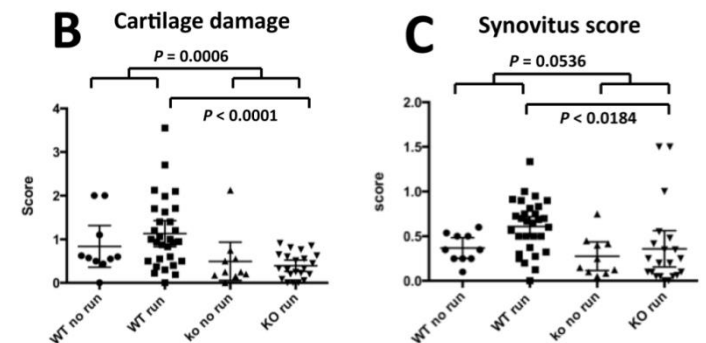 B Cartilage damage
P = 0.0006
P < 0.0001
Score
4
3
2
1
0
WT no run
WT run
ko no run
KO run
C Synovitus score
P = 0.0536
P < 0.0184
score
2.0
1.5
1.0
0.5
0.0
WT no run
WT run
ko no run
KO run